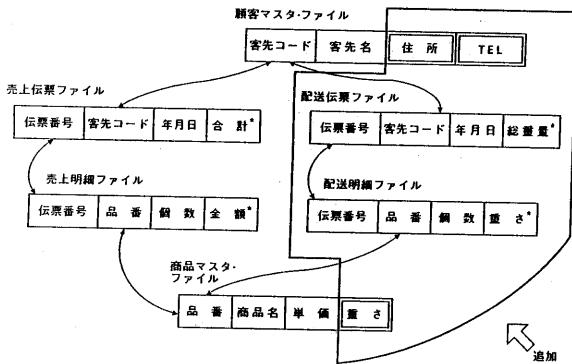 顧客マスタ・ファイル
客先コード 客先名 住所 TEL
売上伝票ファイル
伝票番号 客先コード 年月日 合計*
配送伝票ファイル
伝票番号 客先コード 年月日 総重量*
売上明細ファイル
伝票番号 品番 個数 金額*
配送明細ファイル
伝票番号 品番 個数 重さ*
商品マスタ・
ファイル
品番 商品名 単価 重さ
追加